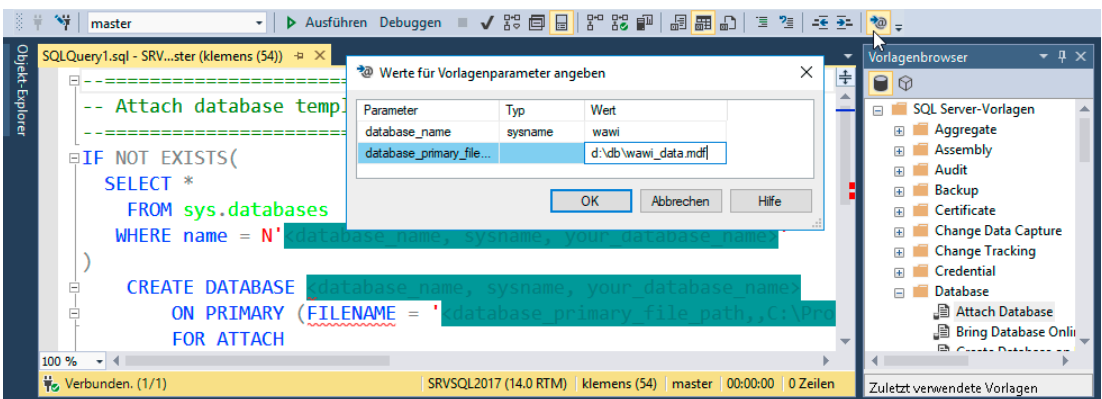 master
Ausführen Debuggen
Objekt-Explorer
SQLQuery1.sql - SRV...ster (klemens (54))
--==========================
-- Attach database templ
--==========================
IF NOT EXISTS(
SELECT *
FROM sys.databases
WHERE name = N'<database_name, sysname, your_database_name>'
)
CREATE DATABASE <database_name, sysname, your_database_name>
ON PRIMARY (FILENAME = '<database_primary_file_path,,C:\Pro
FOR ATTACH
100 %
Verbunden. (1/1)
SRVSQL2017 (14.0 RTM) klemens (54) master 00:00:00 0 Zeilen
Werte für Vorlagenparameter angeben
Parameter Typ Wert
database_name sysname wawi
database_primary_file... d:\db\wawi_data.mdf
OK Abbrechen Hilfe
Vorlagenbrowser
SQL Server-Vorlagen
Aggregate
Assembly
Audit
Backup
Certificate
Change Data Capture
Change Tracking
Credential
Database
Attach Database
Bring Database Onli
Zuletzt verwendete Vorlagen